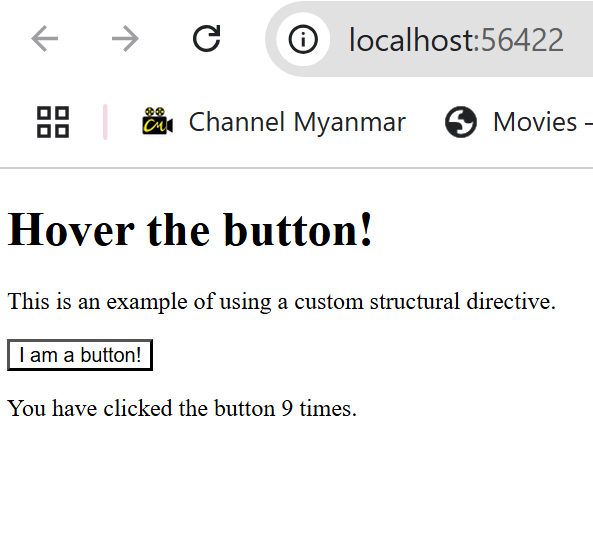 localhost:56422
Channel Myanmar Movies –
Hover the button!
This is an example of using a custom structural directive.
I am a button!
You have clicked the button 9 times.